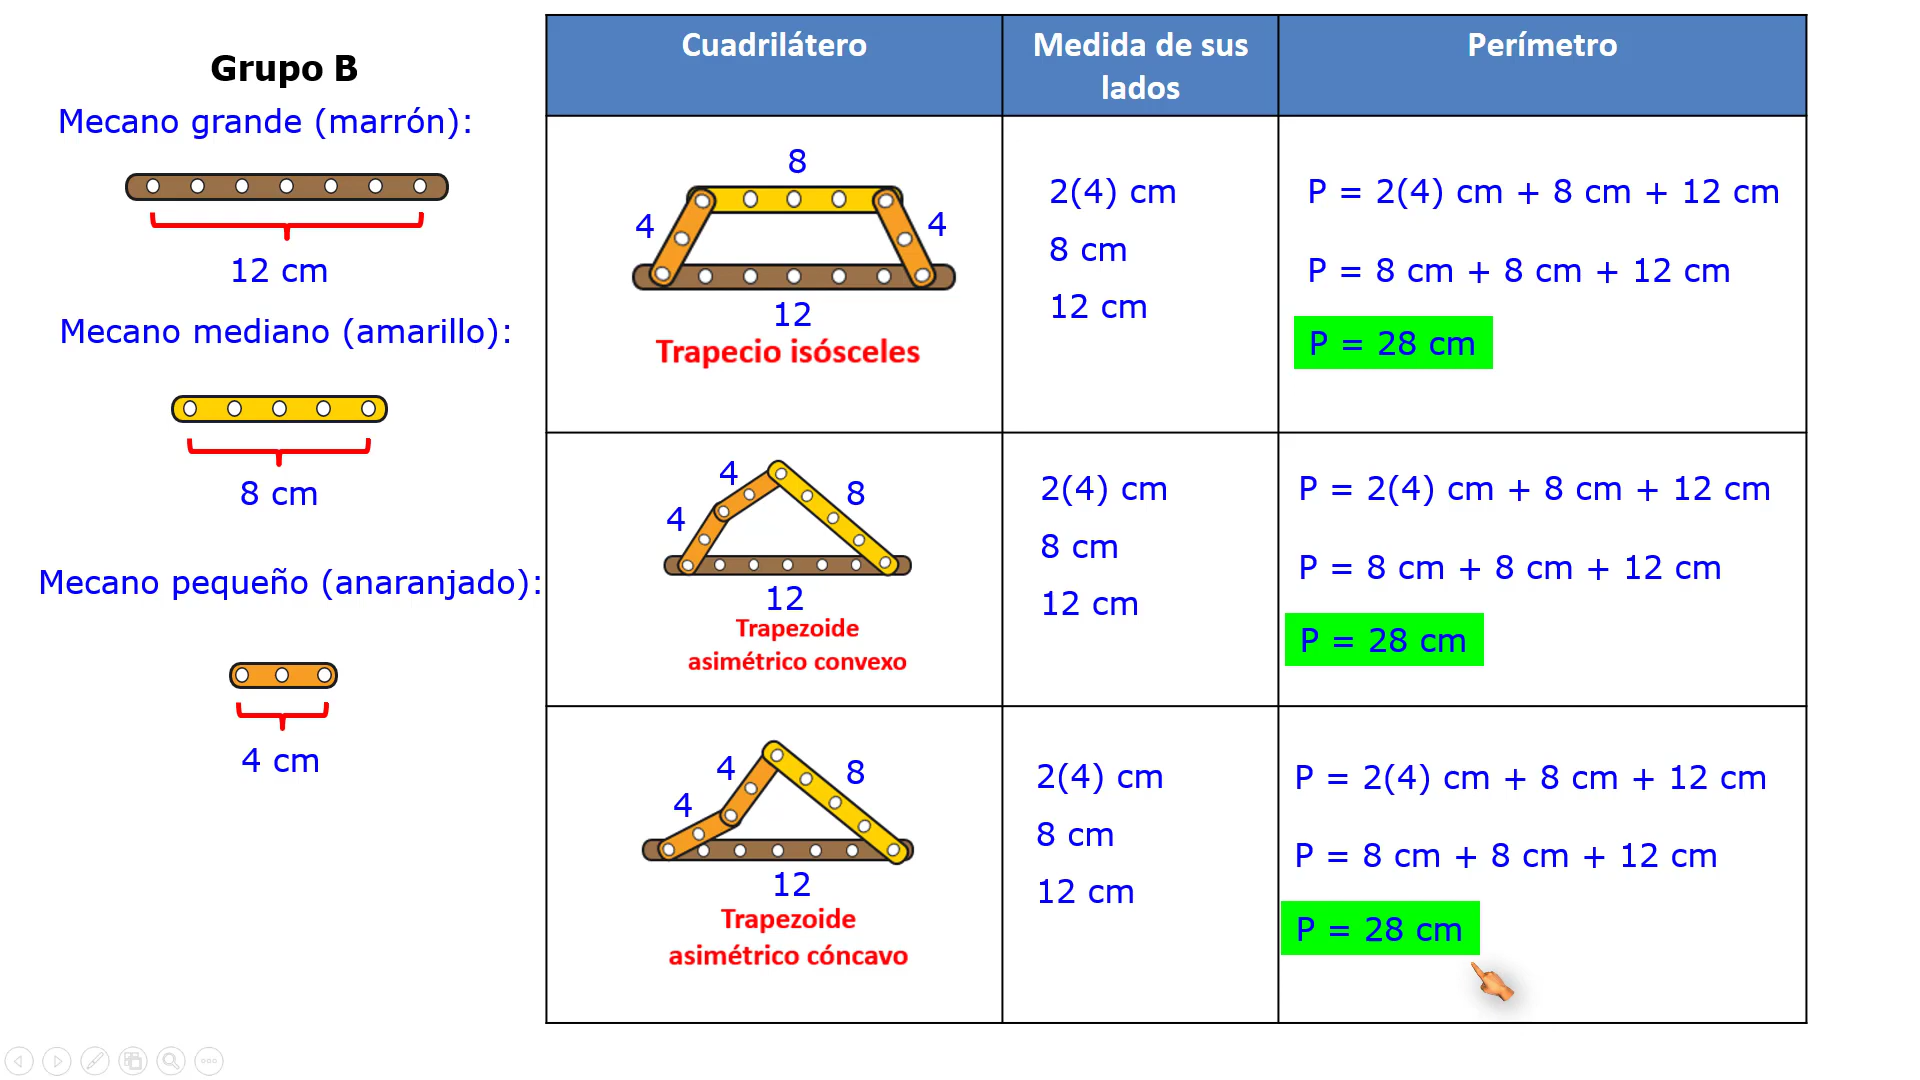 Grupo B
Mecano grande (marrón):
12 cm
Mecano mediano (amarillo):
8 cm
Mecano pequeño (anaranjado):
4 cm
Cuadrilátero
Medida de sus
lados
Perímetro
8
4
4
12
Trapecio isósceles
2(4) cm
8 cm
12 cm
P = 2(4) cm + 8 cm + 12 cm
P = 8 cm + 8 cm + 12 cm
P = 28 cm
4
8
4
12
Trapezoide
asimétrico convexo
2(4) cm
8 cm
12 cm
P = 2(4) cm + 8 cm + 12 cm
P = 8 cm + 8 cm + 12 cm
P = 28 cm
4
8
4
12
Trapezoide
asimétrico cóncavo
2(4) cm
8 cm
12 cm
P = 2(4) cm + 8 cm + 12 cm
P = 8 cm + 8 cm + 12 cm
P = 28 cm